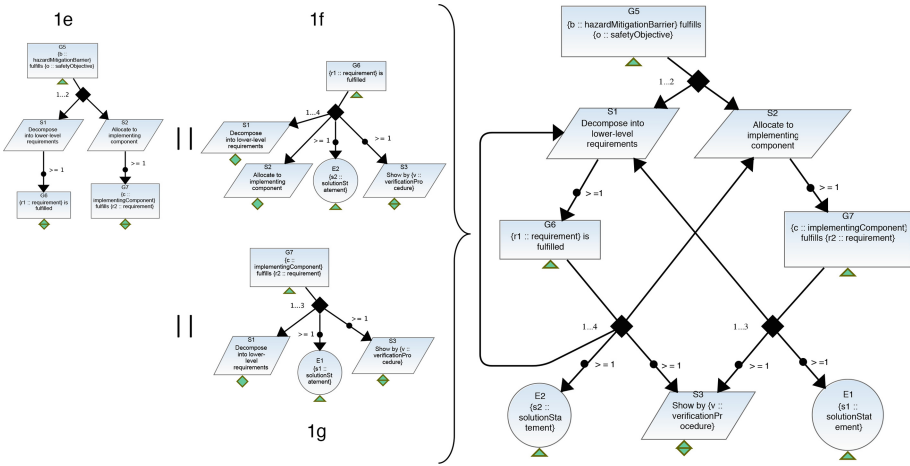 1e
G5
{b ::
hazardMitigationBarrier}
fulfills {o :: safetyObjective}
1...2
S1
Decompose
into lower-level
requirements
S2
Allocate to
implementing
component
>= 1
>= 1
G6
{r1 :: requirement} is
fulfilled
G7
{c ::
implementingComponent}
fulfills {r2 :: requirement}
||
1f
G6
{r1 :: requirement} is
fulfilled
1...4
>= 1
>= 1
S1
Decompose
into lower-level
requirements
S2
Allocate to
implementing
component
E2
{s2 ::
solutionSt
atement}
S3
Show by {v ::
verificationPro
cedure}
||
G7
{c ::
implementingComponent}
fulfills {r2 :: requirement}
1...3
>= 1
>= 1
S1
Decompose
into lower-
level
requirements
E1
{s1 ::
solutionSt
atement}
S3
Show by {v ::
verificationPro
cedure}
1g
G5
{b :: hazardMitigationBarrier} fulfills
{o :: safetyObjective}
1...2
S1
Decompose into
lower-level
requirements
S2
Allocate to
implementing
component
>=1
>= 1
G6
{r1 :: requirement} is
fulfilled
G7
{c :: implementingComponent}
fulfills {r2 :: requirement}
1...4
1...3
>= 1
>= 1
>= 1
>=1
E2
{s2 ::
solutionSta
tement}
S3
Show by {v ::
verificationPr
ocedure}
E1
{s1 ::
solutionStat
ement}